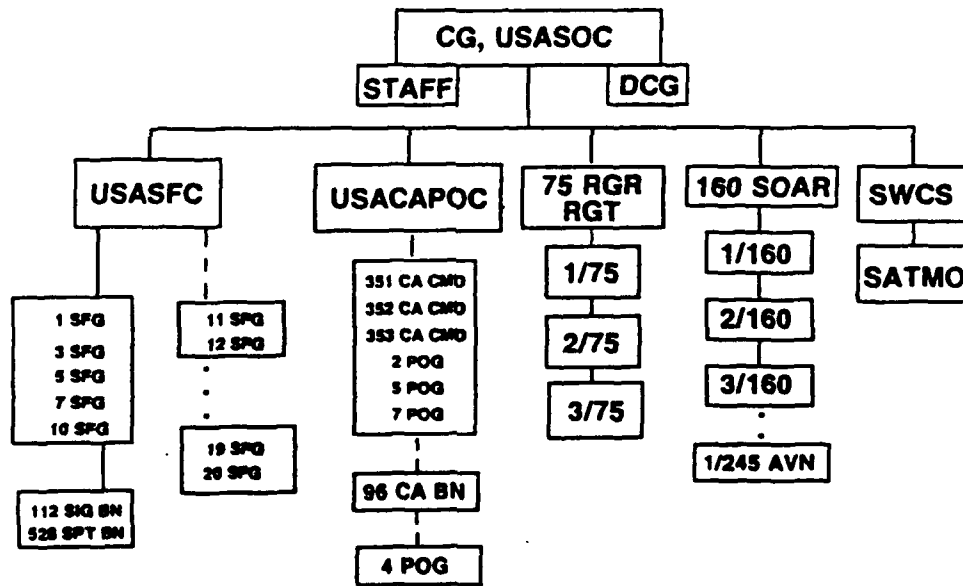 CG, USASOC
STAFF
DCG
USASFC
USACAPOC
75 RGR
RGT
160 SOAR
SWCS
1 SFG
3 SFG
5 SFG
7 SFG
10 SFG
112 SIG BN
528 SPT BN
11 SFG
12 SFG
19 SFG
20 SFG
351 CA CMD
352 CA CMD
353 CA CMD
2 POG
5 POG
7 POG
96 CA BN
4 POG
1/75
2/75
3/75
1/160
2/160
3/160
1/245 AVN
SATMO